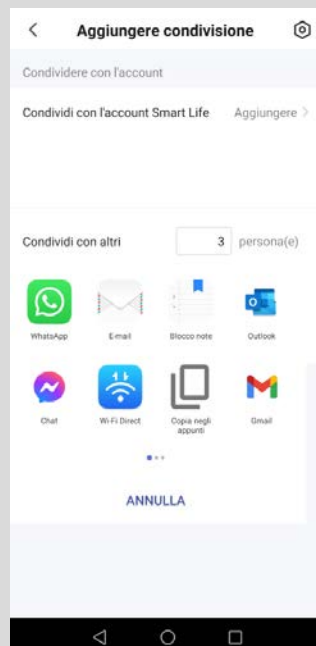 Aggiungere condivisione
Condividere con l'account
Condividi con l'account Smart Life Aggiungere >
Condividi con altri 3 persona(e)
WhatsApp E-mail Blocco note Outlook
Chat Wi-Fi Direct Copia negli appunti Gmail
ANNULLA